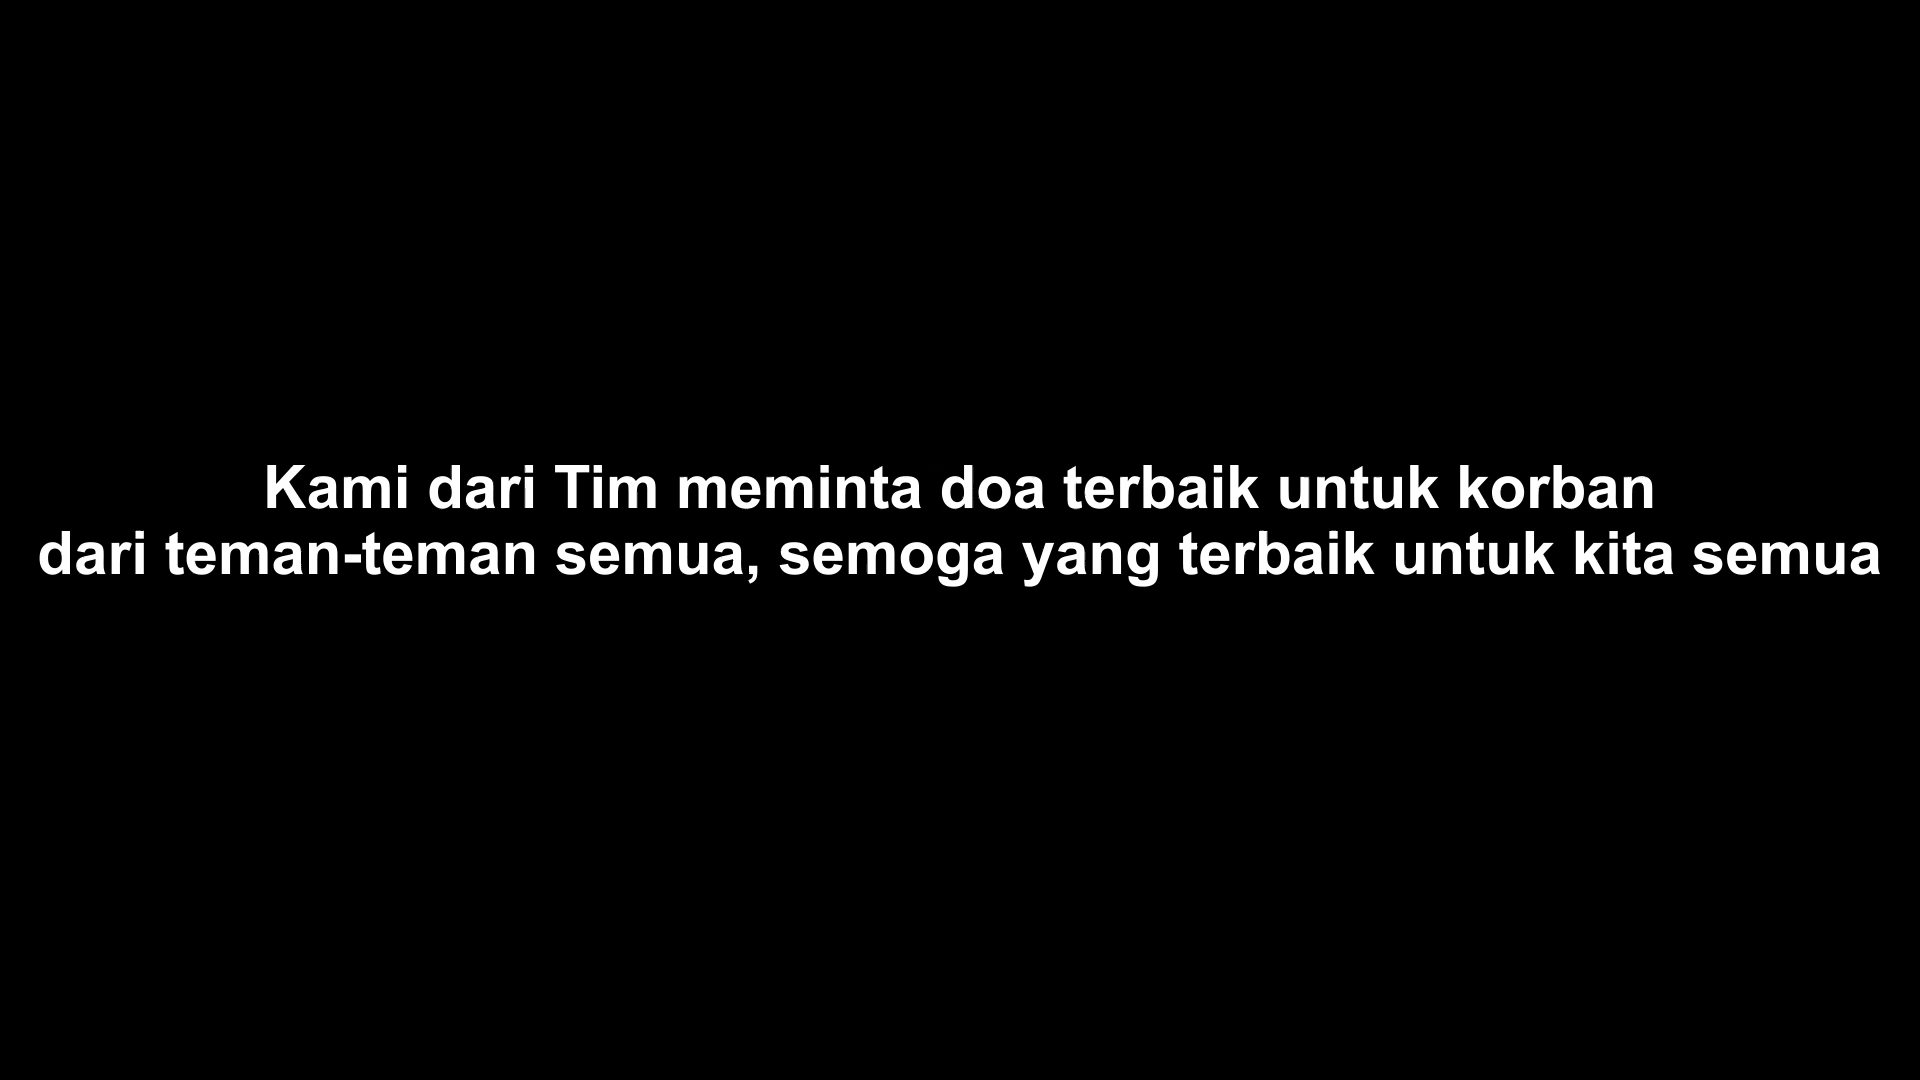 Kami dari Tim meminta doa terbaik untuk korban
dari teman-teman semua, semoga yang terbaik untuk kita semua